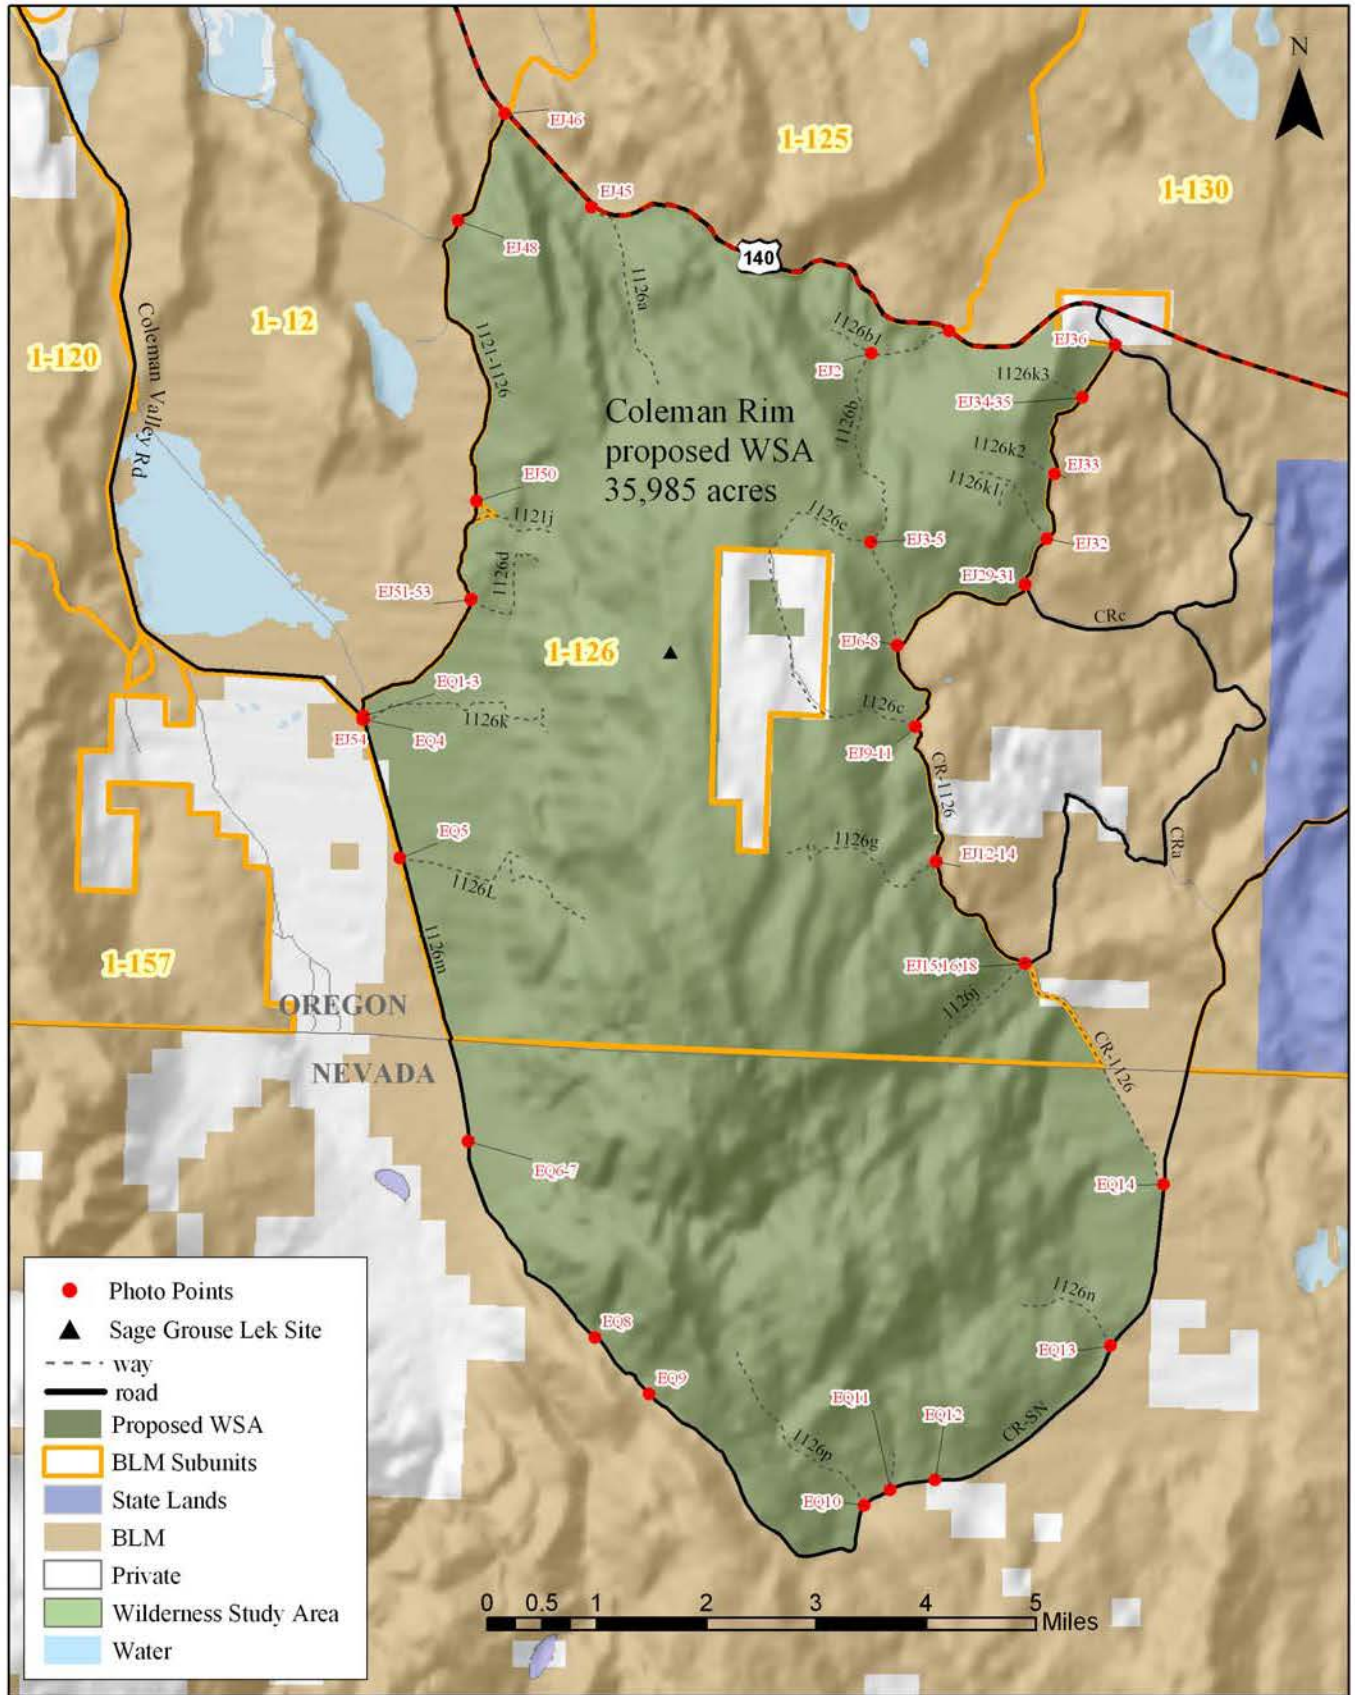 N
EJ46
1-125
1-130
EJ45
EJ48
140
1126a
1-12
Coleman Valley Rd
1-120
1121-1126
1126b1
EJ2
EJ36
1126k3
EJ34-35
Coleman Rim
proposed WSA
35,985 acres
1126b
1126k2
EJ33
1126k1
EJ50
1121j
1126c
EJ3-5
EJ32
1126d
EJ51-53
EJ29-31
CRc
1-126
EJ6-8
EQ1-3
1126k
1126c
EJ54
EQ4
EJ9-11
CR-1126
EQ5
1126g
EJ12-14
CRa
1126L
1126m
1-157
EJ15,16,18
OREGON
1126j
NEVADA
CR-1126
EQ6-7
EQ14
1126n
EQ8
EQ13
EQ9
EQ11
EQ12
CR-SN
1126p
EQ10
Photo Points
Sage Grouse Lek Site
way
road
Proposed WSA
BLM Subunits
State Lands
BLM
Private
Wilderness Study Area
Water
0 0.5 1 2 3 4 5
Miles